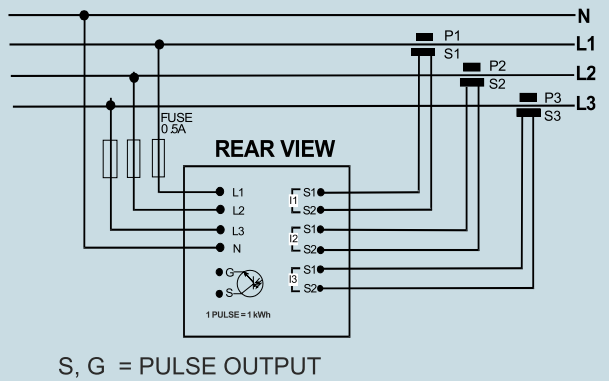 N
P1
L1
S1
P2
L2
S2
P3
L3
S3
FUSE
0.5A
REAR VIEW
L1
L2
L3
N
I1
S1
S2
I2
S1
S2
I3
S1
S2
G
S
1 PULSE = 1 kWh
S, G = PULSE OUTPUT